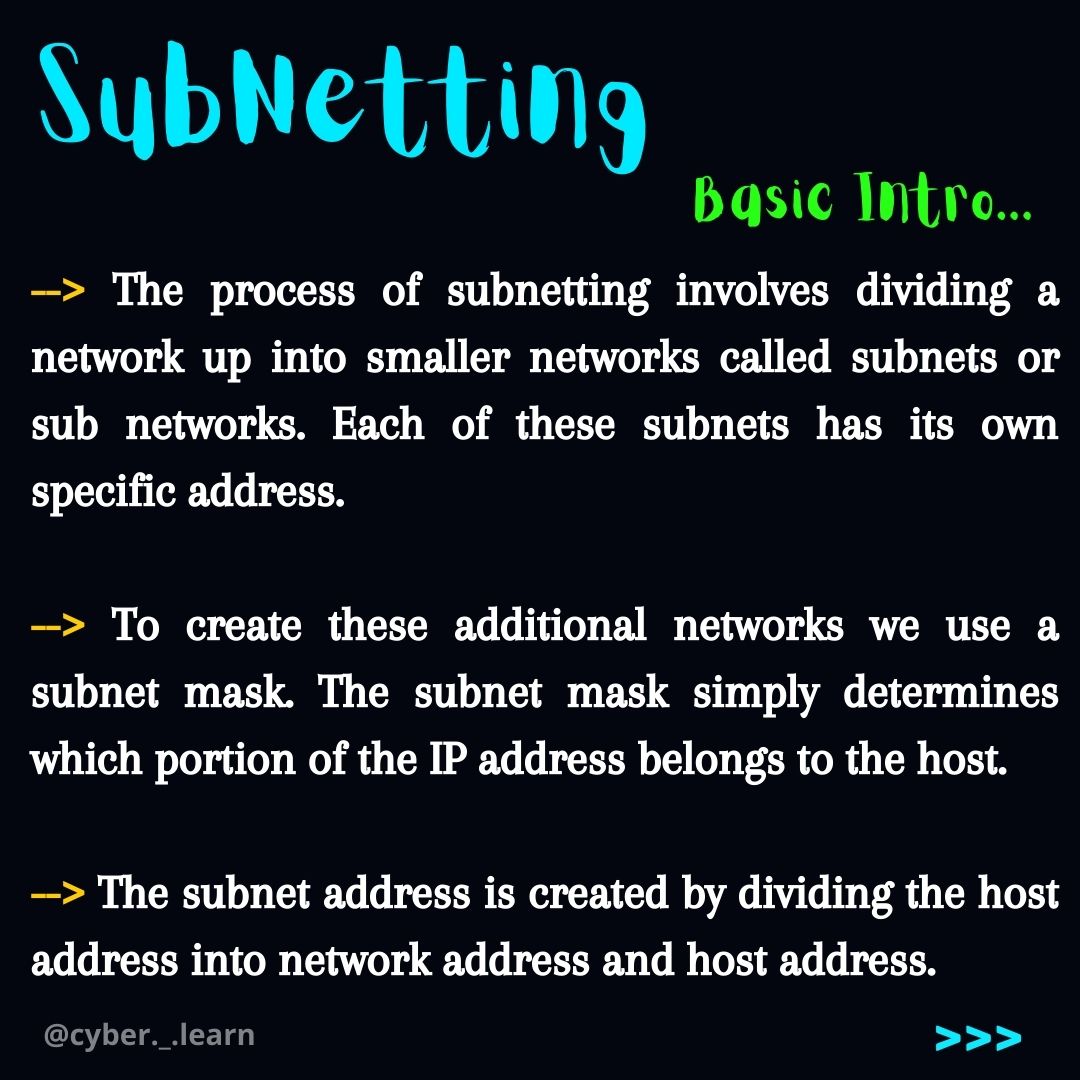 SubNetting
Basic Intro...
--> The process of subnetting involves dividing a
network up into smaller networks called subnets or
sub networks. Each of these subnets has its own
specific address.
--> To create these additional networks we use a
subnet mask. The subnet mask simply determines
which portion of the IP address belongs to the host.
--> The subnet address is created by dividing the host
address into network address and host address.
@cyber._.learn
>>>